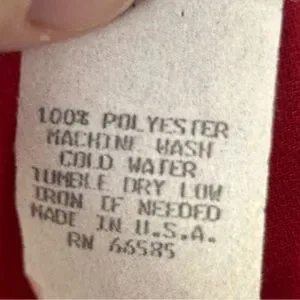 100% POLYESTER
MACHINE WASH
COLD WATER
TUMBLE DRY LOW
IRON IF NEEDED
MADE IN U.S.A.
RN 66585